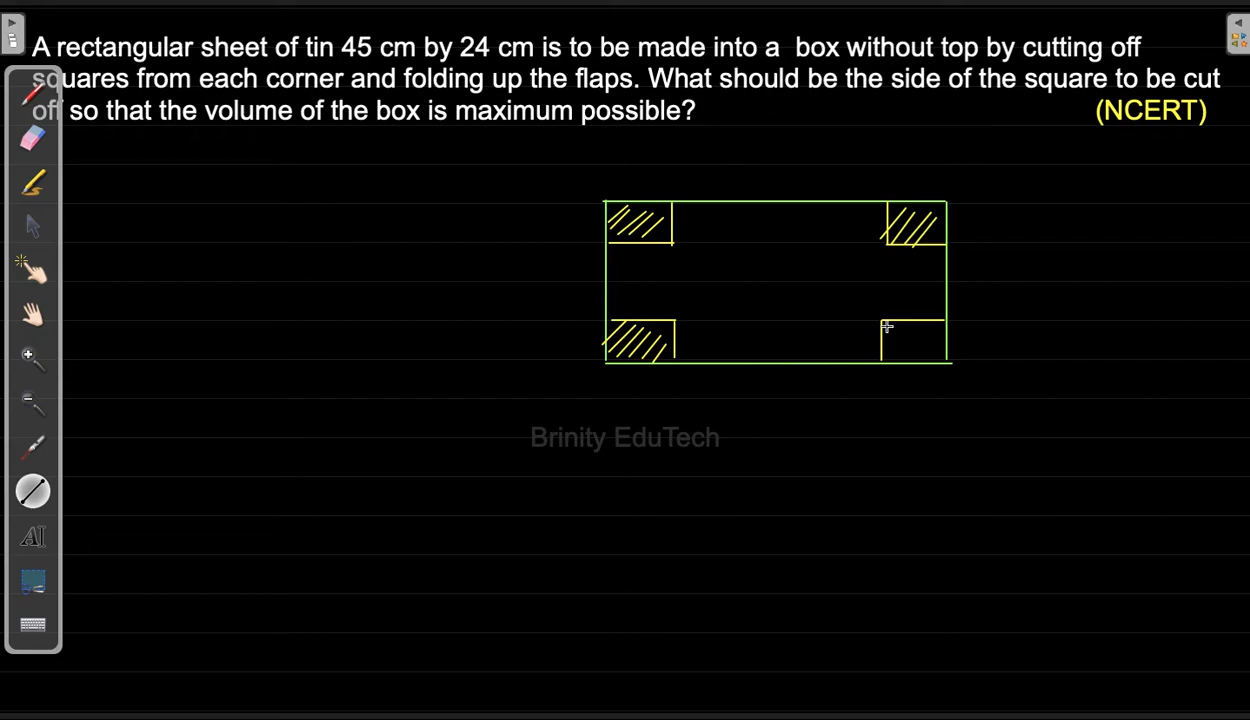 A rectangular sheet of tin 45 cm by 24 cm is to be made into a box without top by cutting off
squares from each corner and folding up the flaps. What should be the side of the square to be cut
off so that the volume of the box is maximum possible? (NCERT)
Brinity EduTech